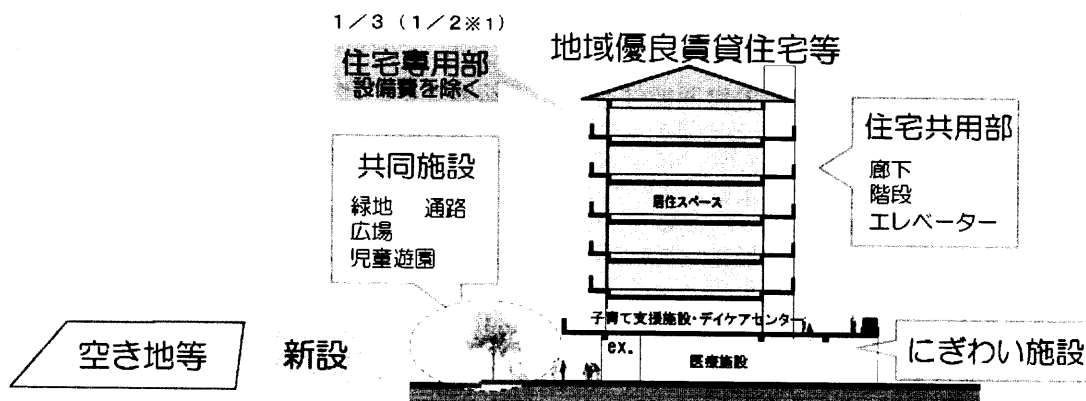 1／3（1／2※1）
住宅専用部
設備費を除く
地域優良賃貸住宅等
住宅共用部
廊下
階段
エレベーター
共同施設
緑地　通路
広場
児童遊園
居住スペース
子育て支援施設・デイケアセンター
空き地等
新設
ex.
医療施設
にぎわい施設